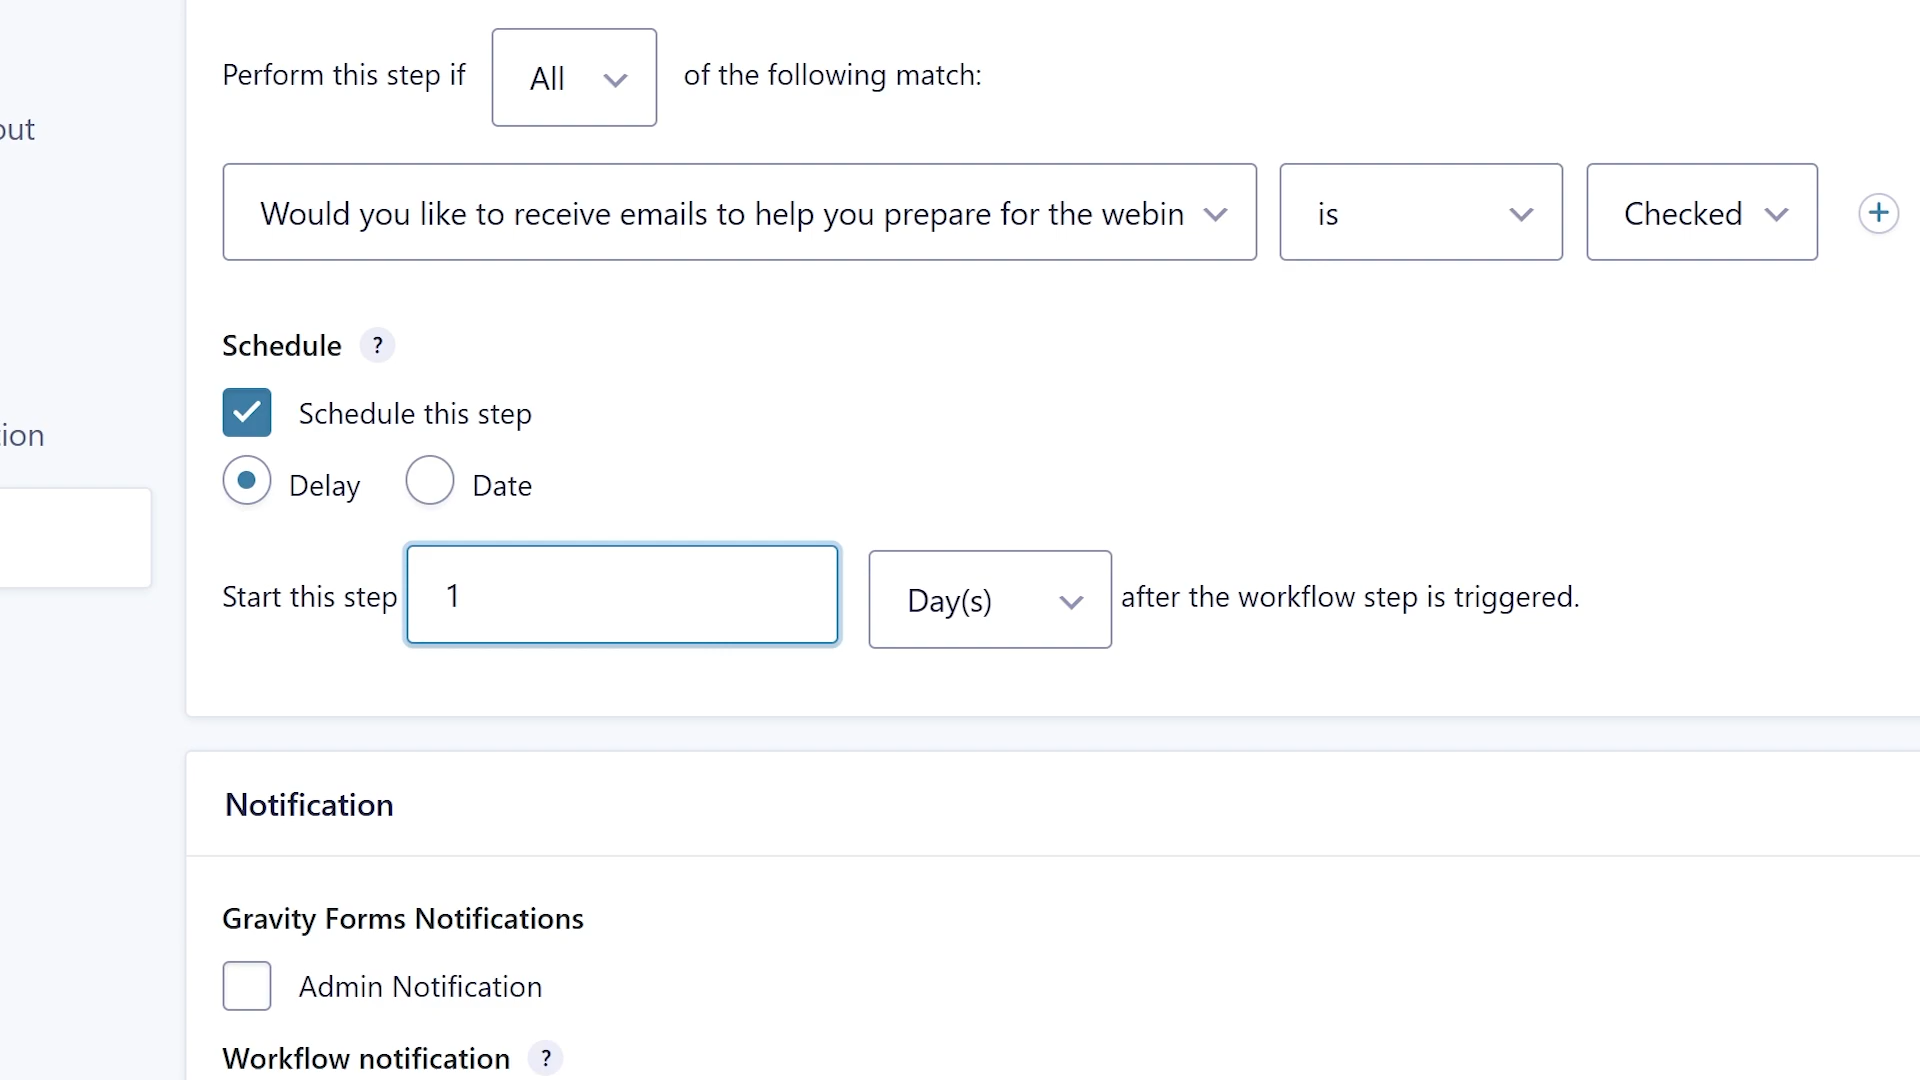 Perform this step if All of the following match:
out
Would you like to receive emails to help you prepare for the webin is Checked
Schedule ?
Schedule this step
tion
Delay Date
Start this step 1 Day(s) after the workflow step is triggered.
Notification
Gravity Forms Notifications
Admin Notification
Workflow notification ?